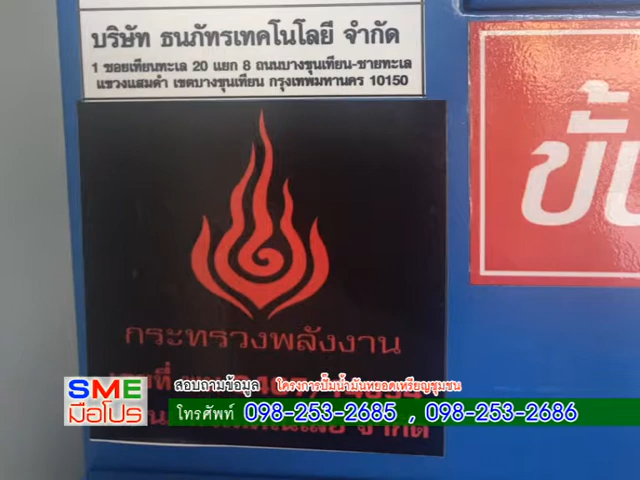 บริษัท ธนภัทรเทคโนโลยี จำกัด
1 ซอยเทียนทะเล 20 แยก 8 ถนนบางขุนเทียน-ชายทะเล
แขวงแสมดำ เขตบางขุนเทียน กรุงเทพมหานคร 10150
กระทรวงพลังงาน
SME มือโปร
สอบถามข้อมูล โครงการปั๊มน้ำมันหยอดเหรียญชุมชน
โทรศัพท์ 098-253-2685 , 098-253-2686
จำกัด